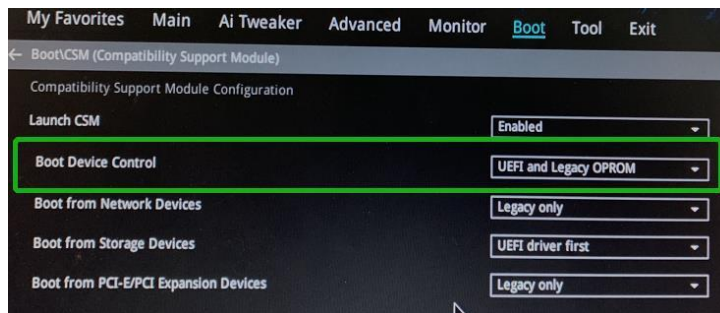 My Favorites Main Ai Tweaker Advanced Monitor Boot Tool Exit
← Boot\CSM (Compatibility Support Module)
Compatibility Support Module Configuration
Launch CSM Enabled
Boot Device Control UEFI and Legacy OPROM
Boot from Network Devices Legacy only
Boot from Storage Devices UEFI driver first
Boot from PCI-E/PCI Expansion Devices Legacy only